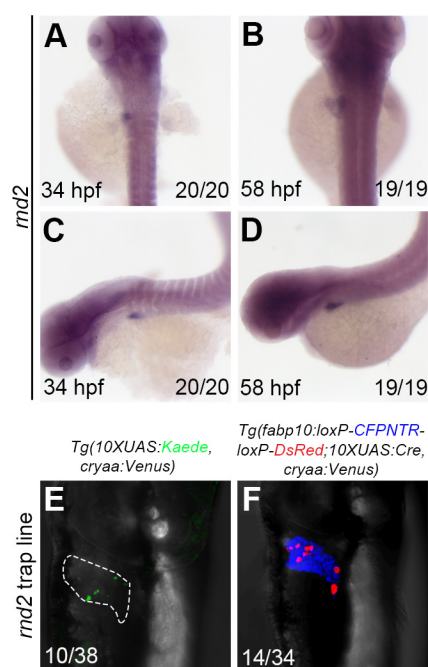 A
B
rnd2
34 hpf
20/20
58 hpf
19/19
C
D
34 hpf
20/20
58 hpf
19/19
Tg(10XUAS:Kaede,
cryaa:Venus)
Tg(fabp10:loxP-CFPNTR-
loxP-DsRed;10XUAS:Cre,
cryaa:Venus)
E
F
rnd2 trap line
10/38
14/34